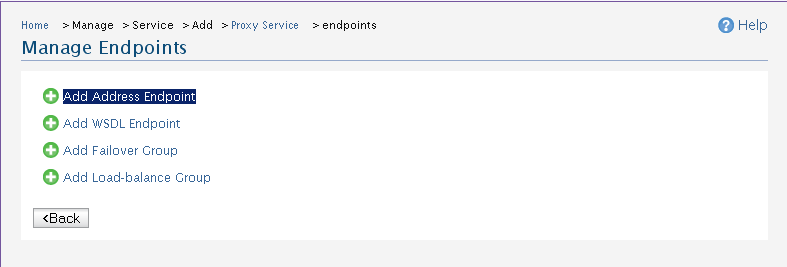 Home > Manage > Service > Add > Proxy Service > endpoints
Help
Manage Endpoints
Add Address Endpoint
Add WSDL Endpoint
Add Failover Group
Add Load-balance Group
<Back